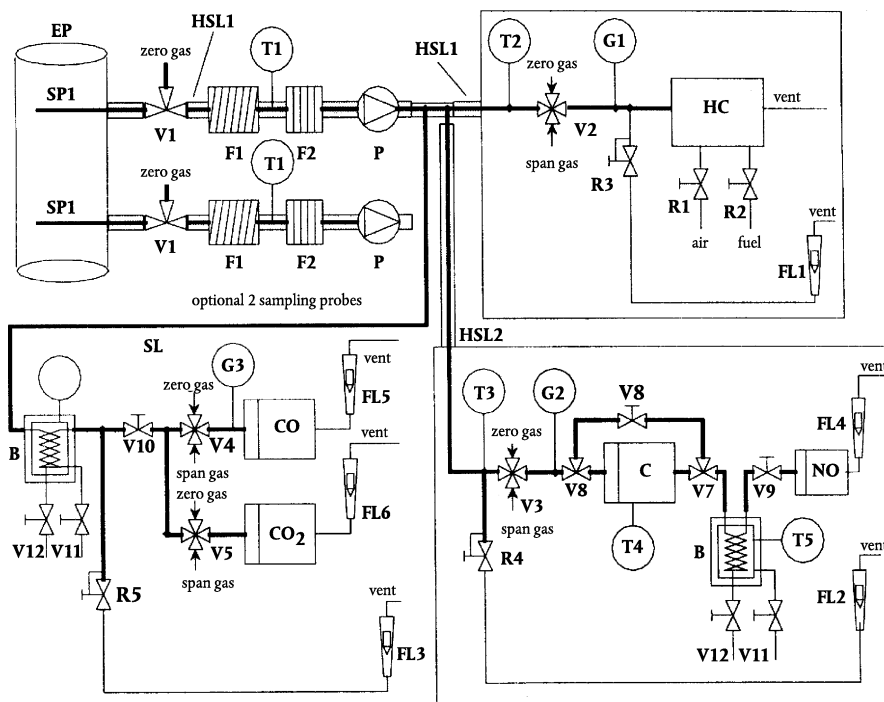 EP
HSL1
zero gas
T1
SP1
V1
F1
F2
P
HSL1
T2
G1
zero gas
V2
span gas
HC
vent
R3
R1
R2
air
fuel
vent
FL1
zero gas
T1
SP1
V1
F1
F2
P
optional 2 sampling probes
HSL2
SL
zero gas
G3
vent
FL5
B
V10
V4
CO
span gas
zero gas
vent
FL6
V12
V11
V5
CO2
span gas
R5
vent
FL3
T3
G2
V8
vent
FL4
zero gas
V3
span gas
V8
C
V7
V9
NO
T4
B
T5
R4
vent
FL2
V12
V11